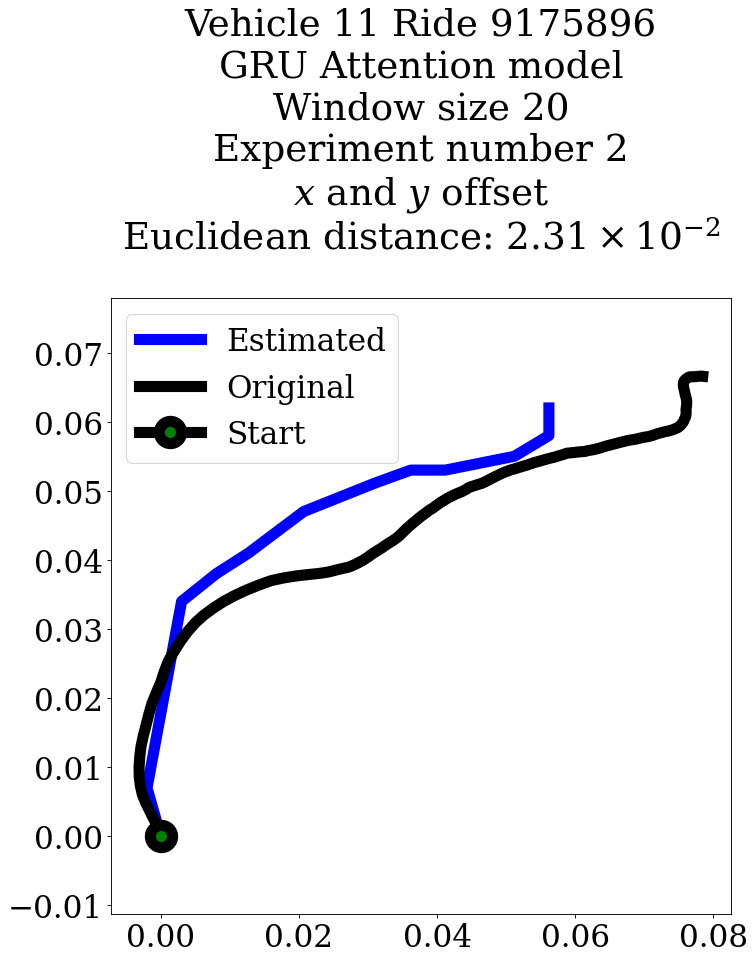 Vehicle 11 Ride 9175896
GRU Attention model
Window size 20
Experiment number 2
x and y offset
Euclidean distance: 2.31 × 10⁻²
Estimated
Original
Start
0.07
0.06
0.05
0.04
0.03
0.02
0.01
0.00
−0.01
0.00 0.02 0.04 0.06 0.08